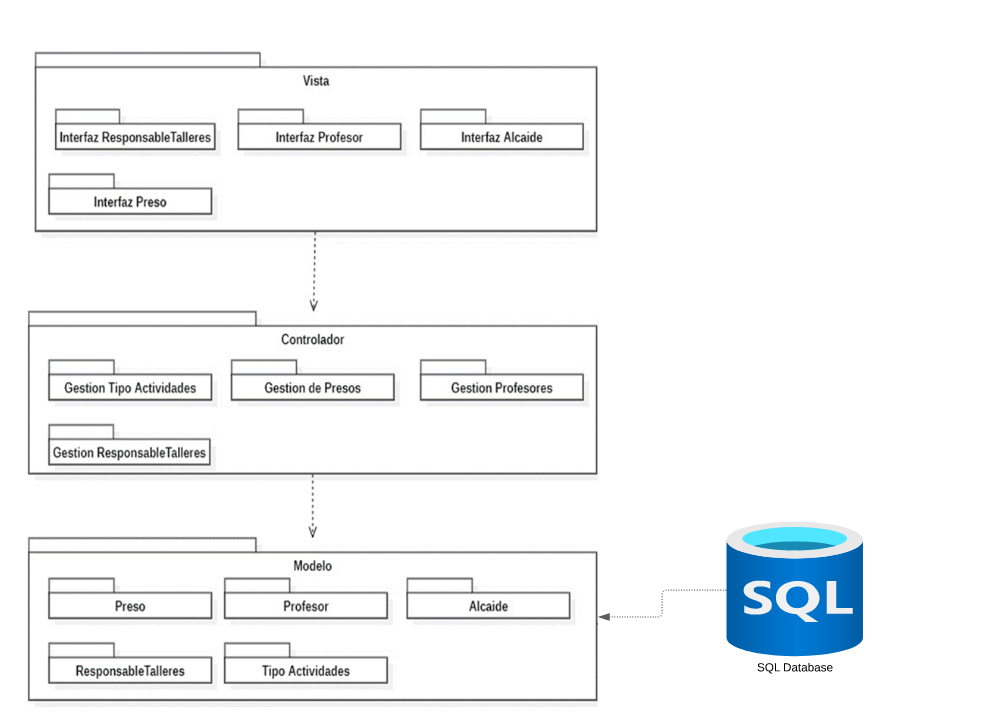 Vista
Interfaz ResponsableTalleres
Interfaz Profesor
Interfaz Alcaide
Interfaz Preso
Controlador
Gestion Tipo Actividades
Gestion de Presos
Gestion Profesores
Gestion ResponsableTalleres
Modelo
Preso
Profesor
Alcaide
ResponsableTalleres
Tipo Actividades
SQL
SQL Database